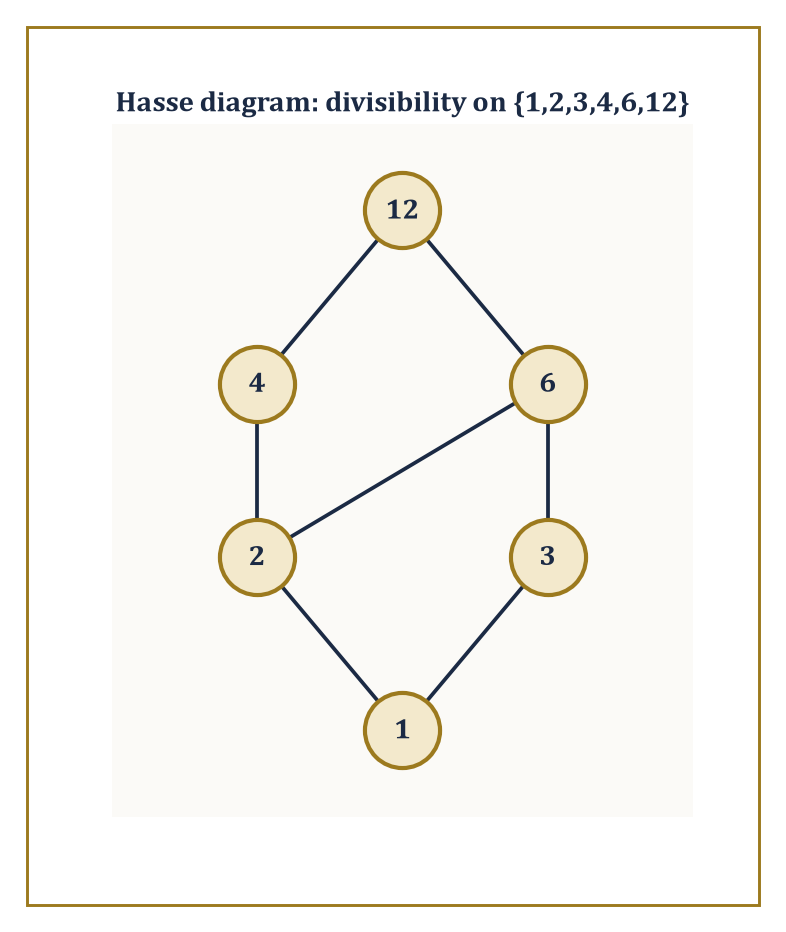 Hasse diagram: divisibility on {1,2,3,4,6,12}
12
4 6
2 3
1